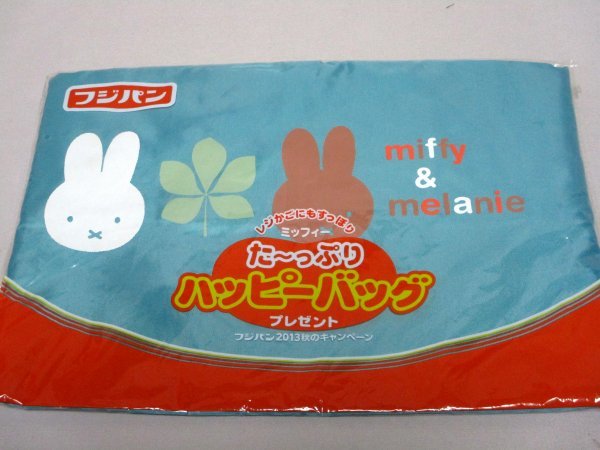 フジパン
miffy
&
melanie
レジかごにもすっぽり
ミッフィー
た〜っぷり
ハッピーバッグ
プレゼント
フジパン2013秋のキャンペーン